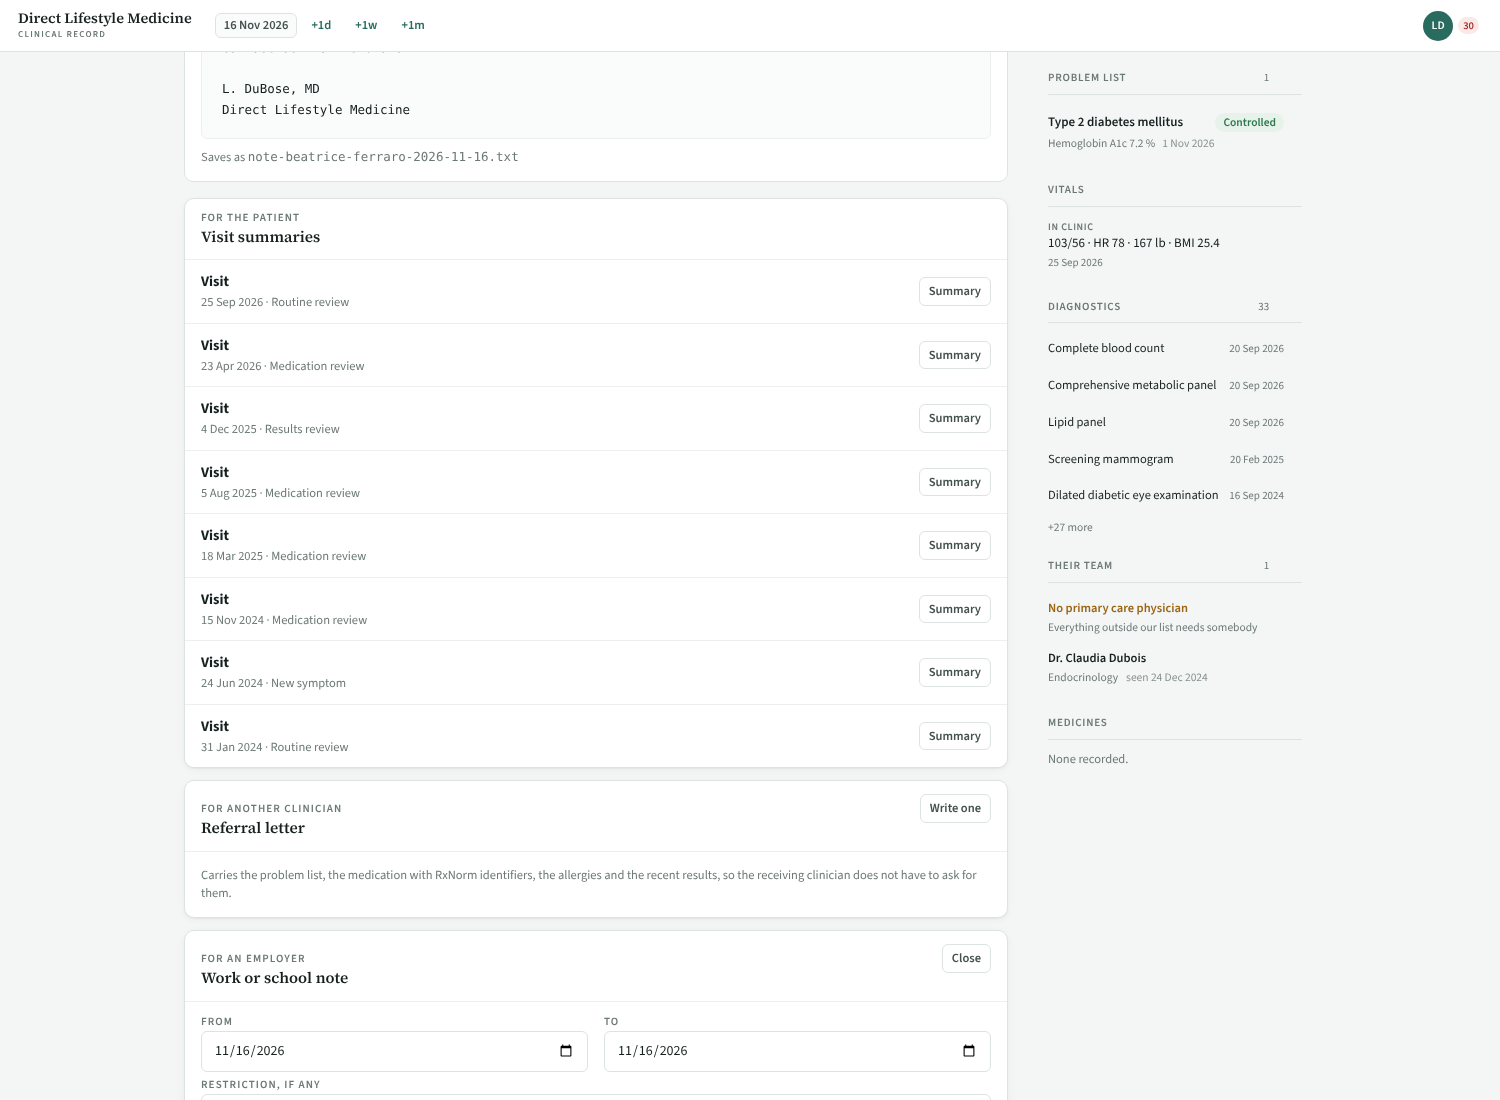 Direct Lifestyle Medicine
CLINICAL RECORD
16 Nov 2026
+1d
+1w
+1m
LD
30
L. DuBose, MD
Direct Lifestyle Medicine
Saves as note-beatrice-ferraro-2026-11-16.txt
FOR THE PATIENT
Visit summaries
Visit
25 Sep 2026 · Routine review
Summary
Visit
23 Apr 2026 · Medication review
Summary
Visit
4 Dec 2025 · Results review
Summary
Visit
5 Aug 2025 · Medication review
Summary
Visit
18 Mar 2025 · Medication review
Summary
Visit
15 Nov 2024 · Medication review
Summary
Visit
24 Jun 2024 · New symptom
Summary
Visit
31 Jan 2024 · Routine review
Summary
FOR ANOTHER CLINICIAN
Referral letter
Write one
Carries the problem list, the medication with RxNorm identifiers, the allergies and the recent results, so the receiving clinician does not have to ask for
them.
FOR AN EMPLOYER
Work or school note
Close
FROM
11/16/2026
TO
11/16/2026
RESTRICTION, IF ANY
PROBLEM LIST 1
Type 2 diabetes mellitus Controlled
Hemoglobin A1c 7.2 % 1 Nov 2026
VITALS
IN CLINIC
103/56 · HR 78 · 167 lb · BMI 25.4
25 Sep 2026
DIAGNOSTICS 33
Complete blood count 20 Sep 2026
Comprehensive metabolic panel 20 Sep 2026
Lipid panel 20 Sep 2026
Screening mammogram 20 Feb 2025
Dilated diabetic eye examination 16 Sep 2024
+27 more
THEIR TEAM 1
No primary care physician
Everything outside our list needs somebody
Dr. Claudia Dubois
Endocrinology seen 24 Dec 2024
MEDICINES
None recorded.